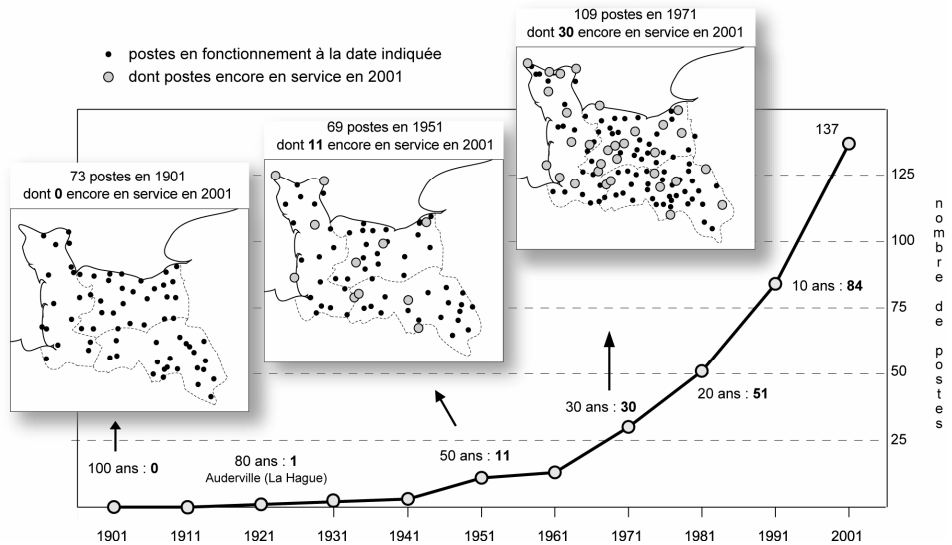 109 postes en 1971
dont 30 encore en service en 2001
postes en fonctionnement à la date indiquée
dont postes encore en service en 2001
69 postes en 1951
dont 11 encore en service en 2001
73 postes en 1901
dont 0 encore en service en 2001
137
125
100
75
50
25
nombre de postes
10 ans : 84
20 ans : 51
30 ans : 30
50 ans : 11
80 ans : 1
Auderville (La Hague)
100 ans : 0
1901 1911 1921 1931 1941 1951 1961 1971 1981 1991 2001